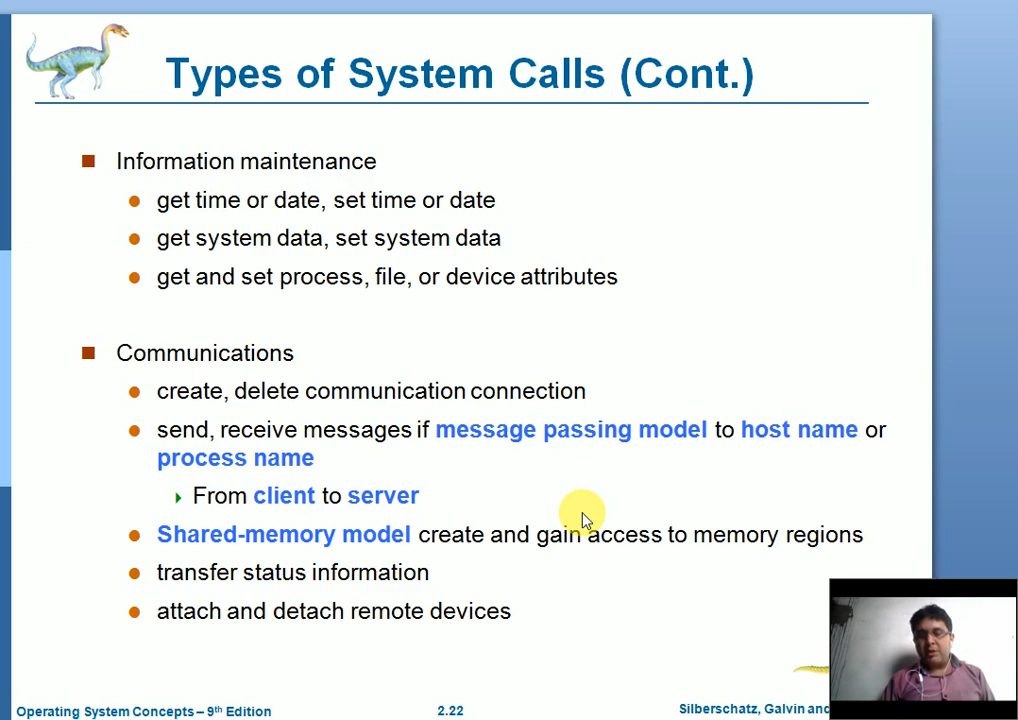 Types of System Calls (Cont.)
Information maintenance
get time or date, set time or date
get system data, set system data
get and set process, file, or device attributes
Communications
create, delete communication connection
send, receive messages if message passing model to host name or
process name
From client to server
Shared-memory model create and gain access to memory regions
transfer status information
attach and detach remote devices
Operating System Concepts – 9th Edition
2.22
Silberschatz, Galvin and